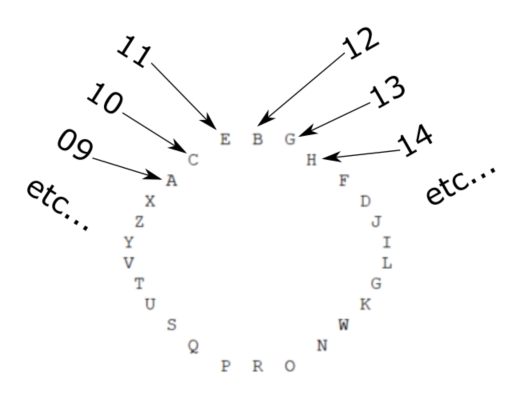 11
12
10
13
09
14
etc...
etc...
E B G
C H
A F
X D
Z J
Y I
V L
T G
U K
S W
Q N
P R O